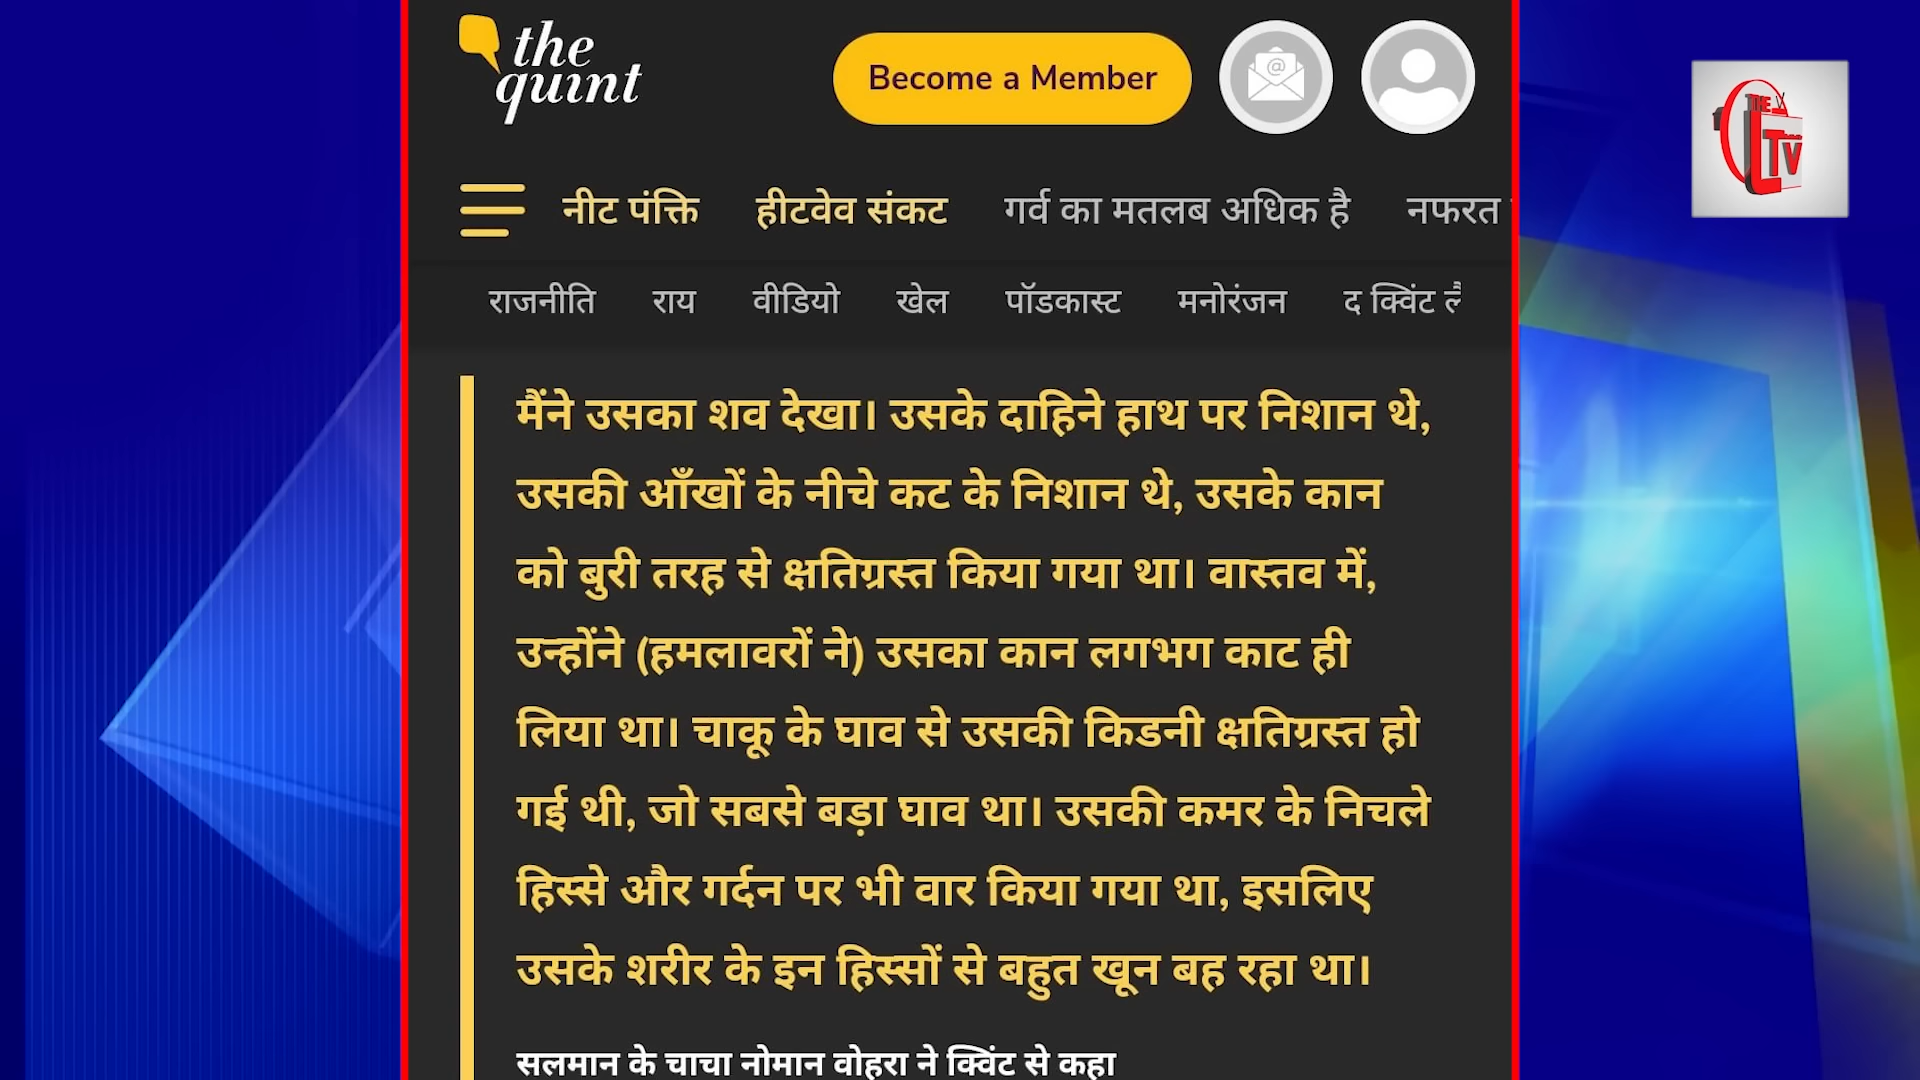 the
quint
Become a Member
नीट पंक्ति हीटवेव संकट गर्व का मतलब अधिक है नफरत
राजनीति राय वीडियो खेल पॉडकास्ट मनोरंजन द क्विंट
मैंने उसका शव देखा। उसके दाहिने हाथ पर निशान थे,
उसकी आँखों के नीचे कट के निशान थे, उसके कान
को बुरी तरह से क्षतिग्रस्त किया गया था। वास्तव में,
उन्होंने (हमलावरों ने) उसका कान लगभग काट ही
लिया था। चाकू के घाव से उसकी किडनी क्षतिग्रस्त हो
गई थी, जो सबसे बड़ा घाव था। उसकी कमर के निचले
हिस्से और गर्दन पर भी वार किया गया था, इसलिए
उसके शरीर के इन हिस्सों से बहुत खून बह रहा था।
सलमान के चाचा नोमान वोहरा ने क्विंट से कहा
THE
TV